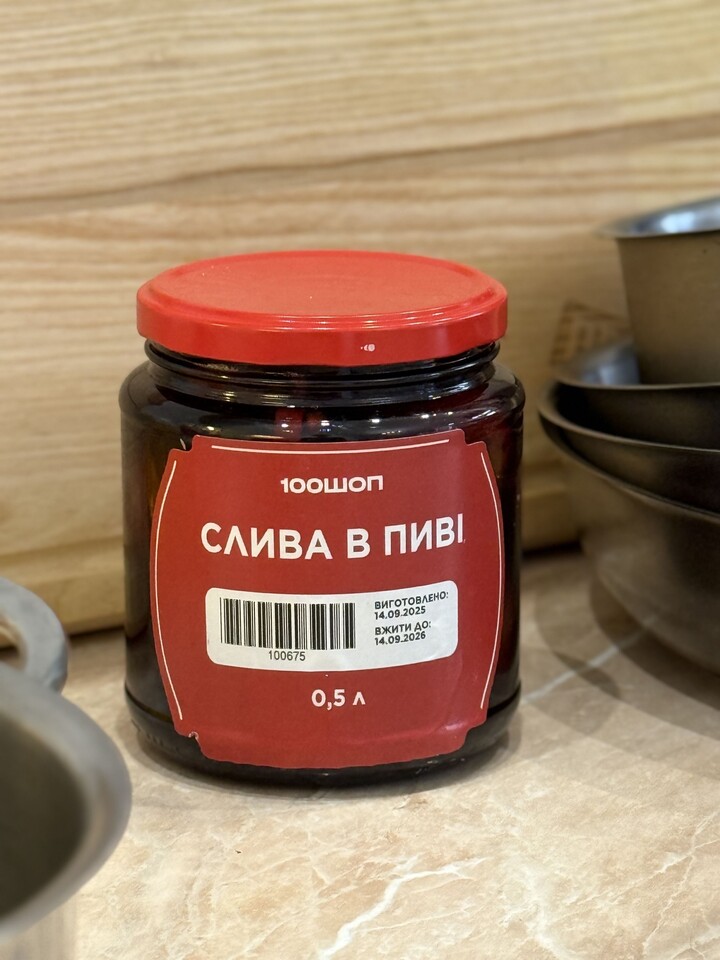 100ШОП
СЛИВА В ПИВІ
ВИГОТОВЛЕНО:
14.09.2025
ВЖИТИ ДО:
14.09.2026
100675
0,5 л